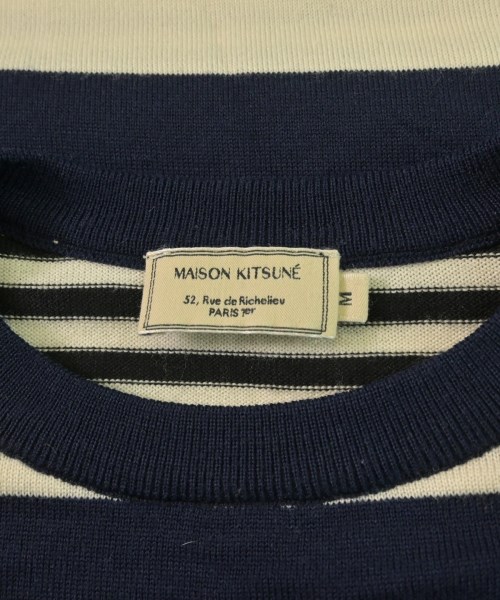 MAISON KITSUNÉ
52, Rue de Richelieu
PARIS 1er
M